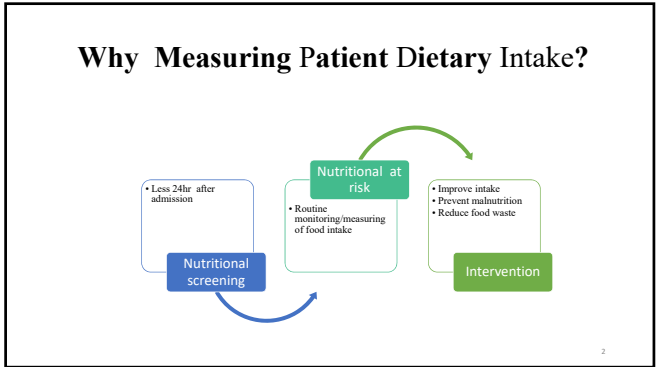 Why Measuring Patient Dietary Intake?
• Less 24hr after
admission
Nutritional
screening
Nutritional at
risk
• Routine
monitoring/measuring
of food intake
• Improve intake
• Prevent malnutrition
• Reduce food waste
Intervention
2